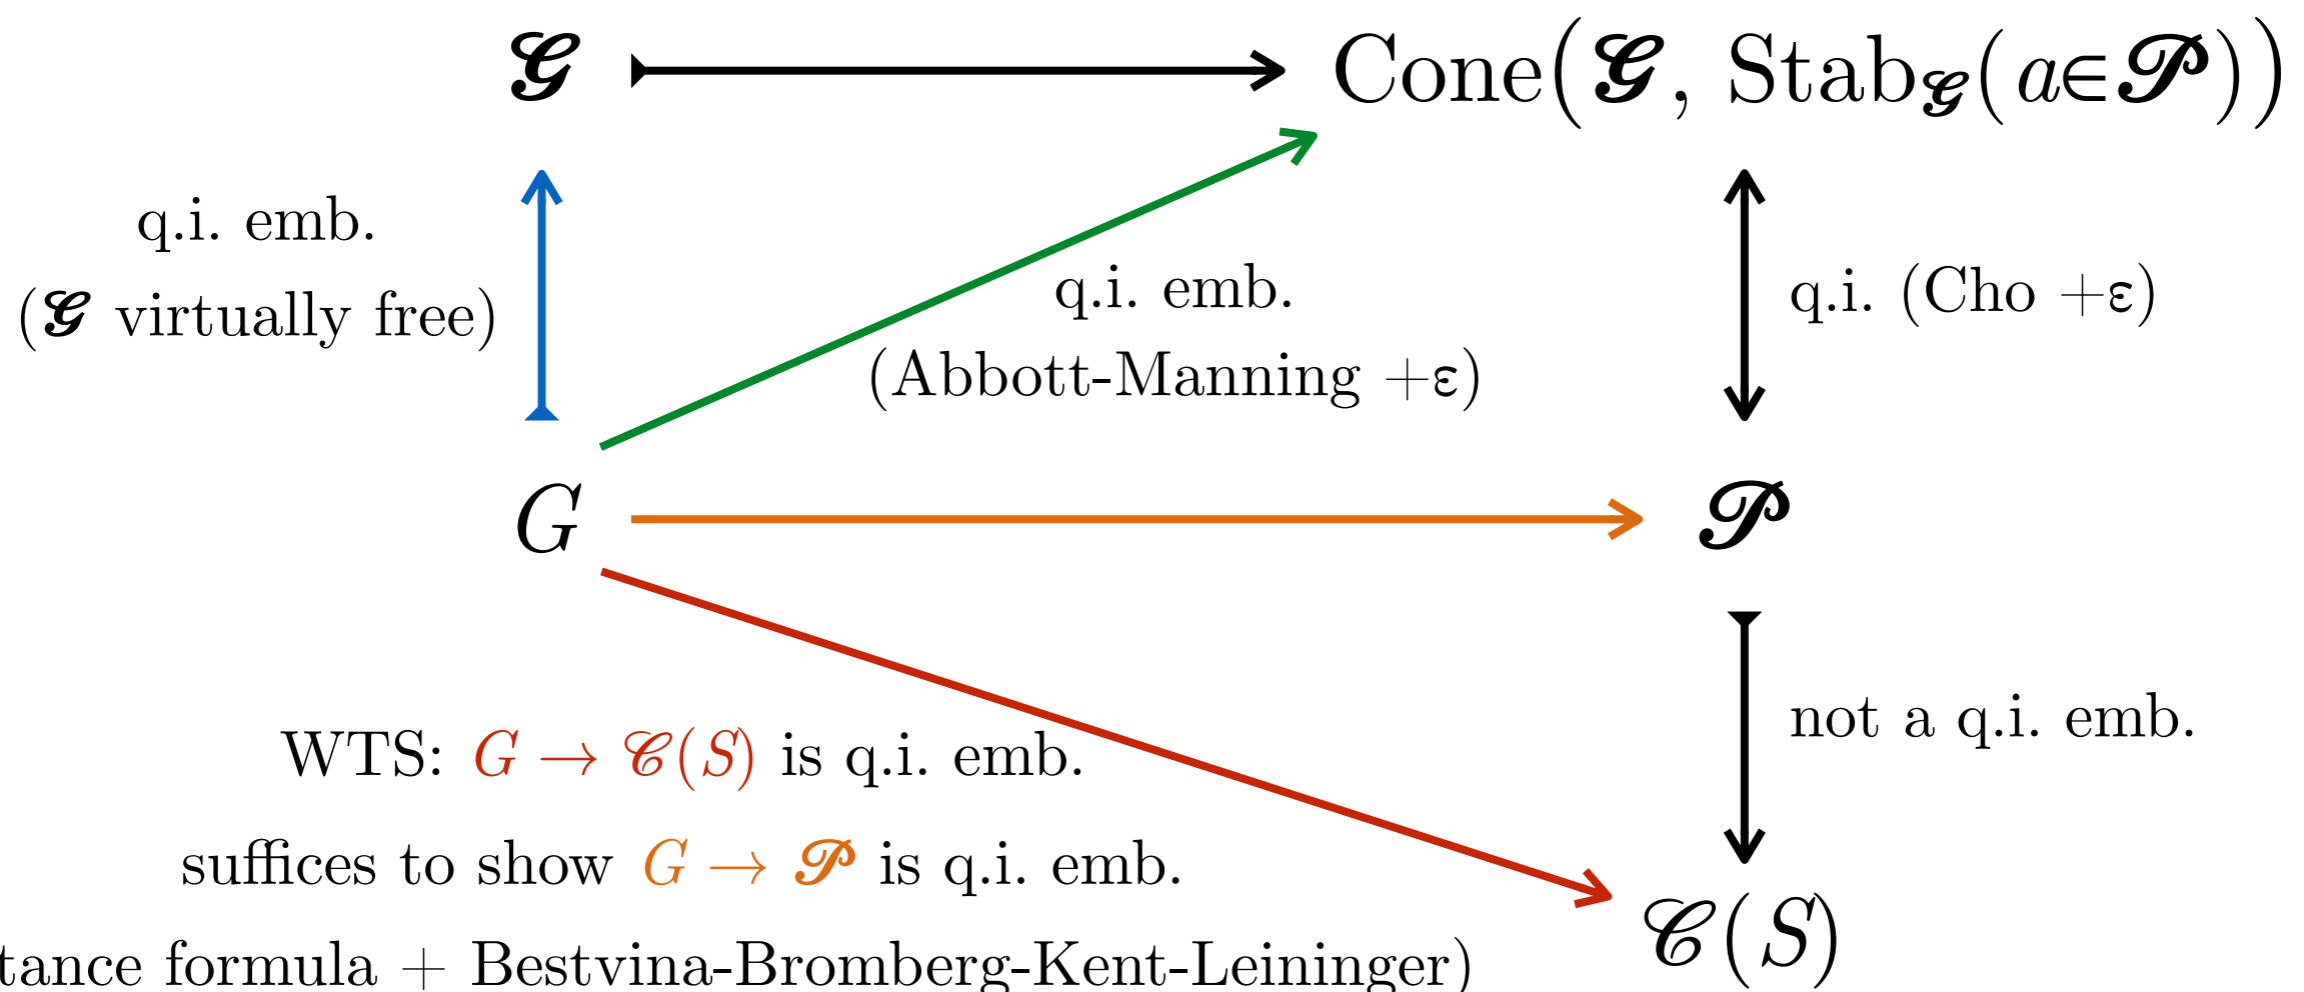 𝒢 Cone(𝒢, Stab_𝒢(a∈𝒫))
q.i. emb.
(𝒢 virtually free)
q.i. emb.
(Abbott-Manning +ε)
q.i. (Cho +ε)
G 𝒫
not a q.i. emb.
WTS: G → 𝒞(S) is q.i. emb.
suffices to show G → 𝒫 is q.i. emb.
𝒞(S)
tance formula + Bestvina-Bromberg-Kent-Leininger)